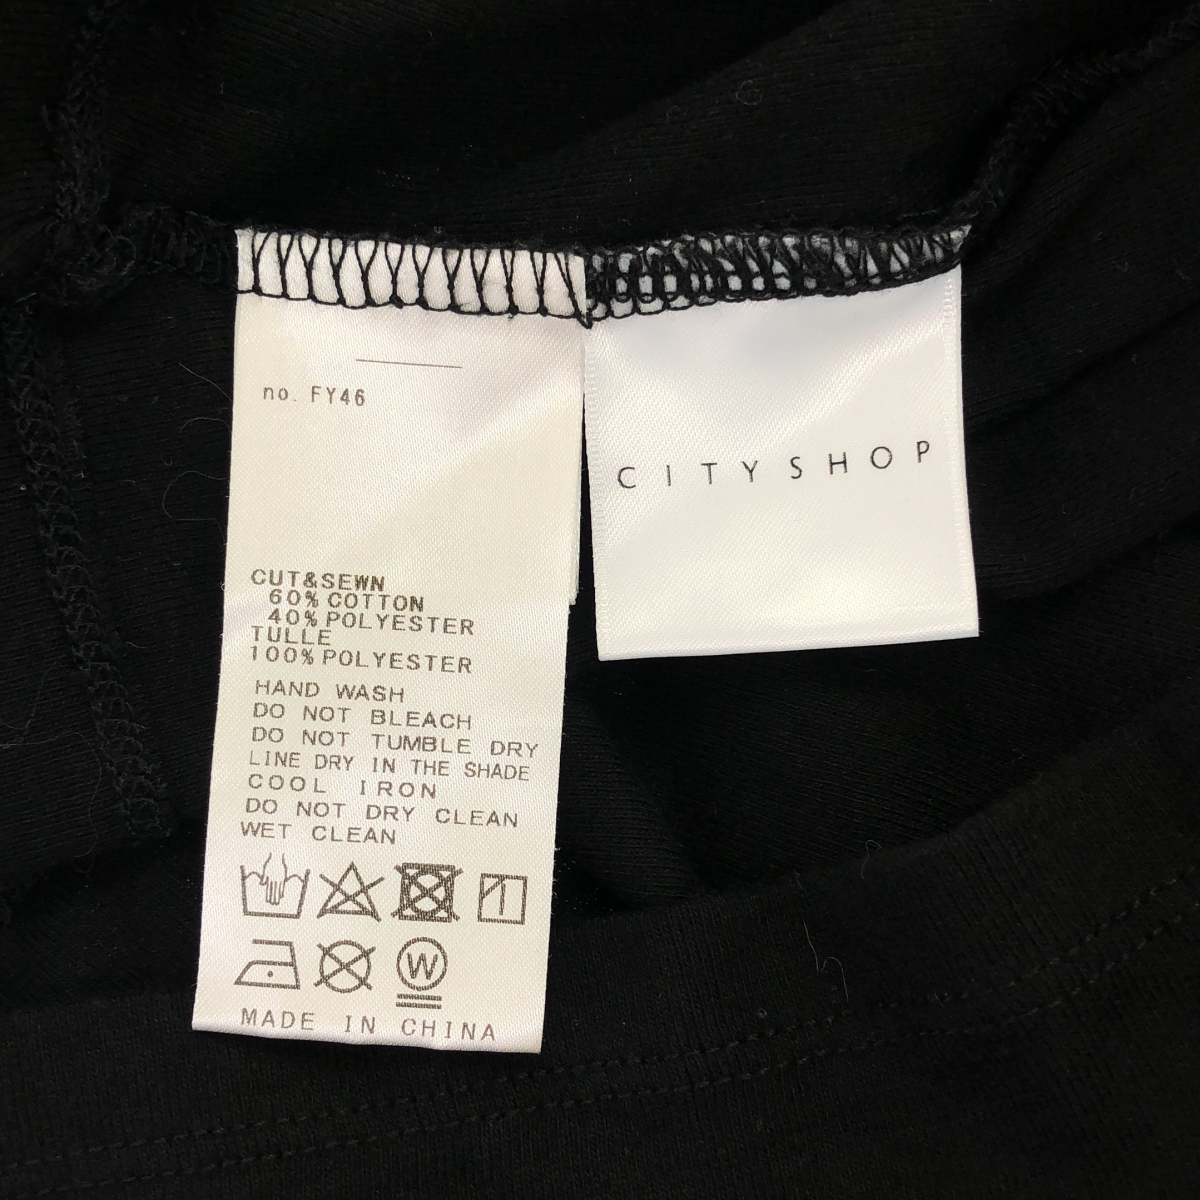 no. FY46
CUT&SEWN
60% COTTON
40% POLYESTER
TULLE
100% POLYESTER
HAND WASH
DO NOT BLEACH
DO NOT TUMBLE DRY
LINE DRY IN THE SHADE
COOL IRON
DO NOT DRY CLEAN
WET CLEAN
W
MADE IN CHINA
CITYSHOP